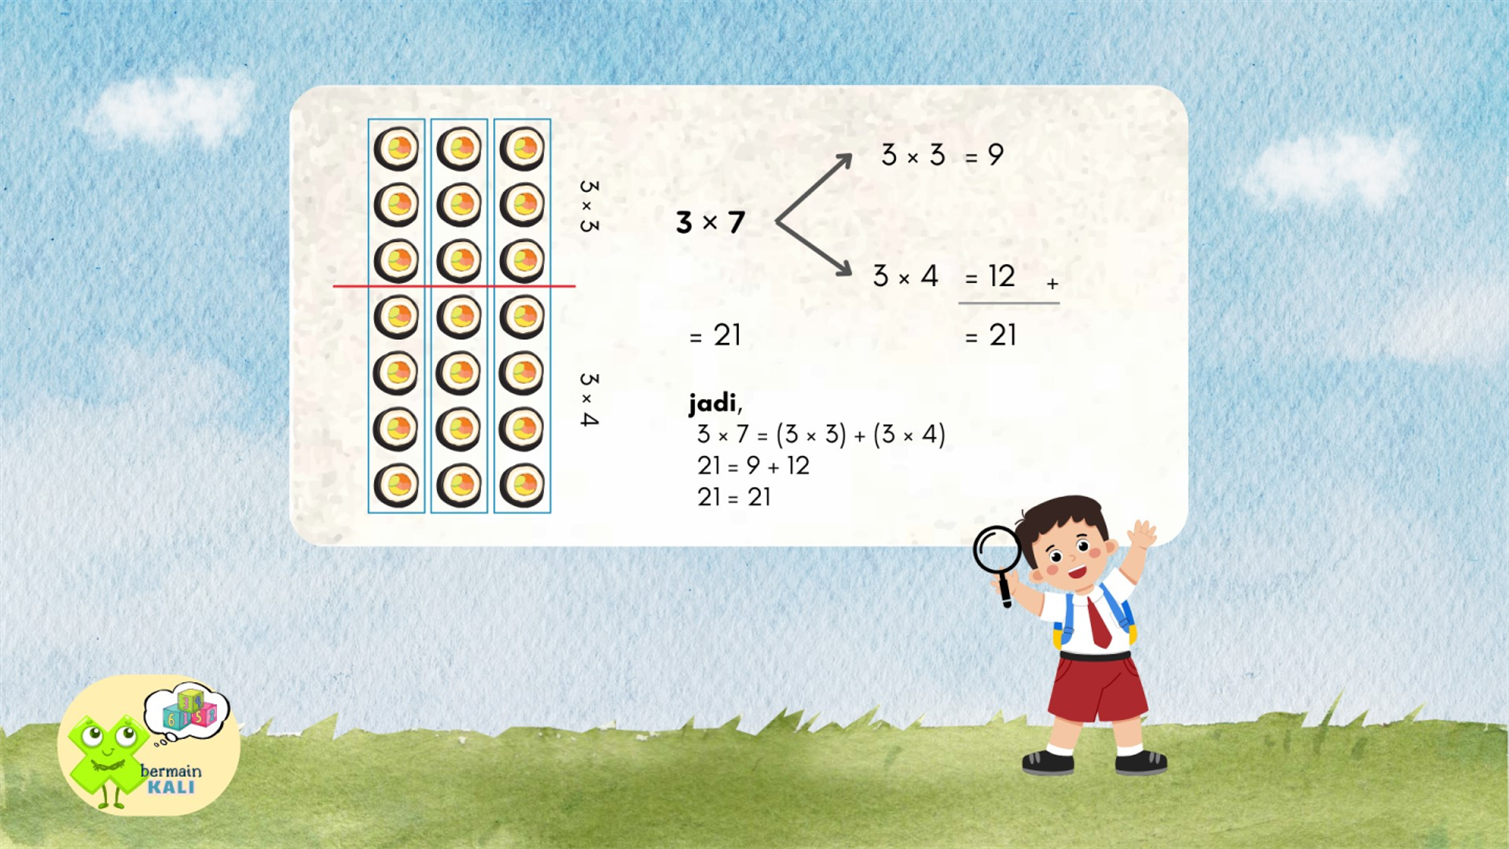 3 × 3
3 × 4
3 × 7
3 × 3 = 9
3 × 4 = 12 +
= 21
= 21
jadi,
3 × 7 = (3 × 3) + (3 × 4)
21 = 9 + 12
21 = 21
bermain
KALI